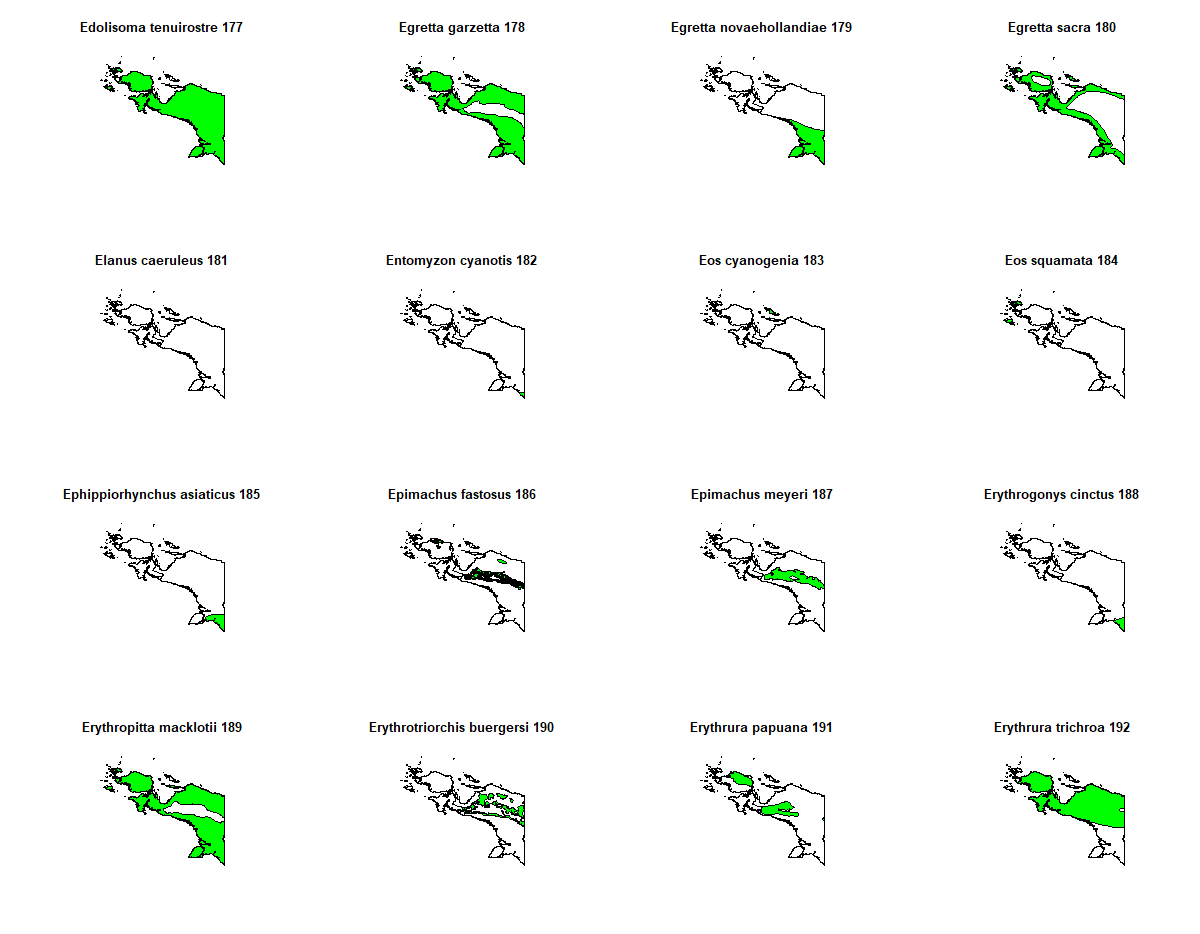 Edolisoma tenuirostre 177
Egretta garzetta 178
Egretta novaehollandiae 179
Egretta sacra 180
Elanus caeruleus 181
Entomyzon cyanotis 182
Eos cyanogenia 183
Eos squamata 184
Ephippiorhynchus asiaticus 185
Epimachus fastosus 186
Epimachus meyeri 187
Erythrogonys cinctus 188
Erythropitta macklotii 189
Erythrotriorchis buergersi 190
Erythrura papuana 191
Erythrura trichroa 192